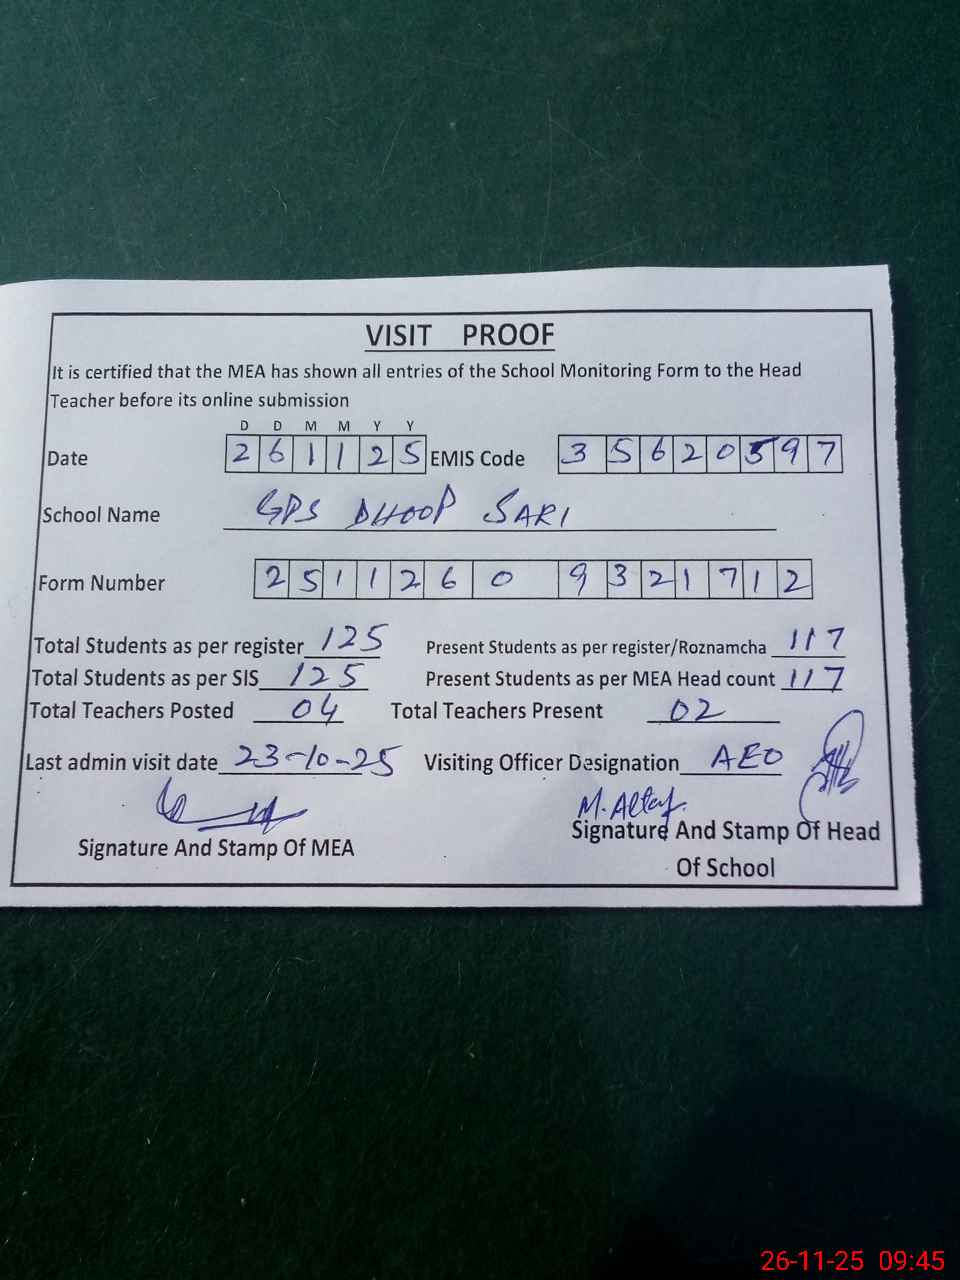 VISIT PROOF
It is certified that the MEA has shown all entries of the School Monitoring Form to the Head
Teacher before its online submission
D D M M Y Y
Date 2 6 1 1 2 5 EMIS Code 3 5 6 2 0 5 9 7
School Name GPS DHOOP SARI
Form Number 2 5 1 1 2 6 0 9 3 2 1 7 1 2
Total Students as per register 125 Present Students as per register/Roznamcha 117
Total Students as per SIS 125 Present Students as per MEA Head count 117
Total Teachers Posted 04 Total Teachers Present 02
Last admin visit date 23-10-25 Visiting Officer Designation AEO
M. Altaf.
Signature And Stamp Of MEA Signature And Stamp Of Head
Of School
26-11-25 09:45